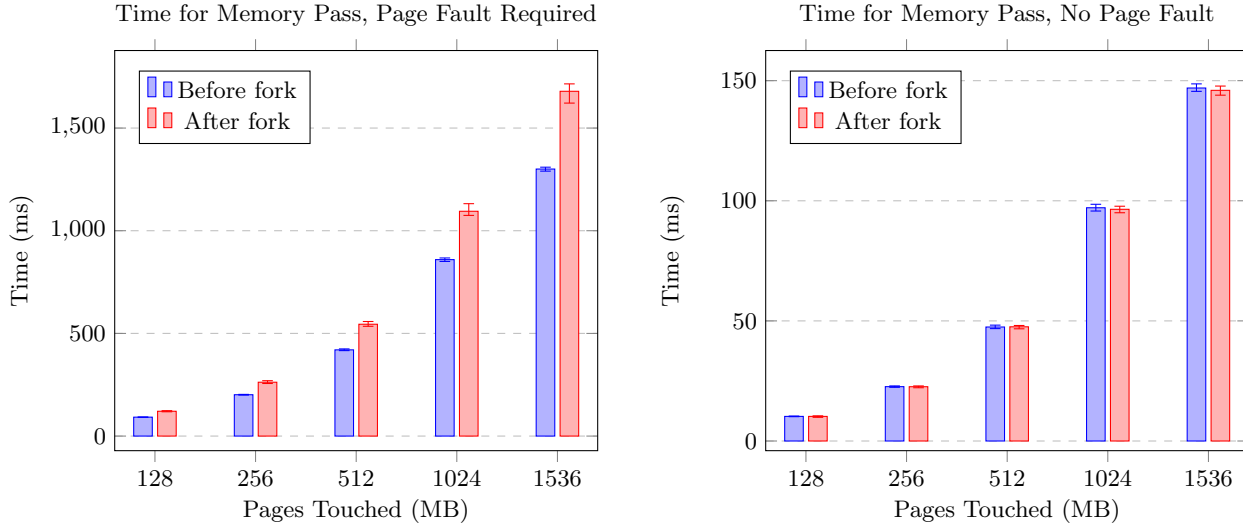 Time for Memory Pass, Page Fault Required
Before fork
After fork
1,500
1,000
500
0
Time (ms)
128 256 512 1024 1536
Pages Touched (MB)
Time for Memory Pass, No Page Fault
Before fork
After fork
150
100
50
0
Time (ms)
128 256 512 1024 1536
Pages Touched (MB)